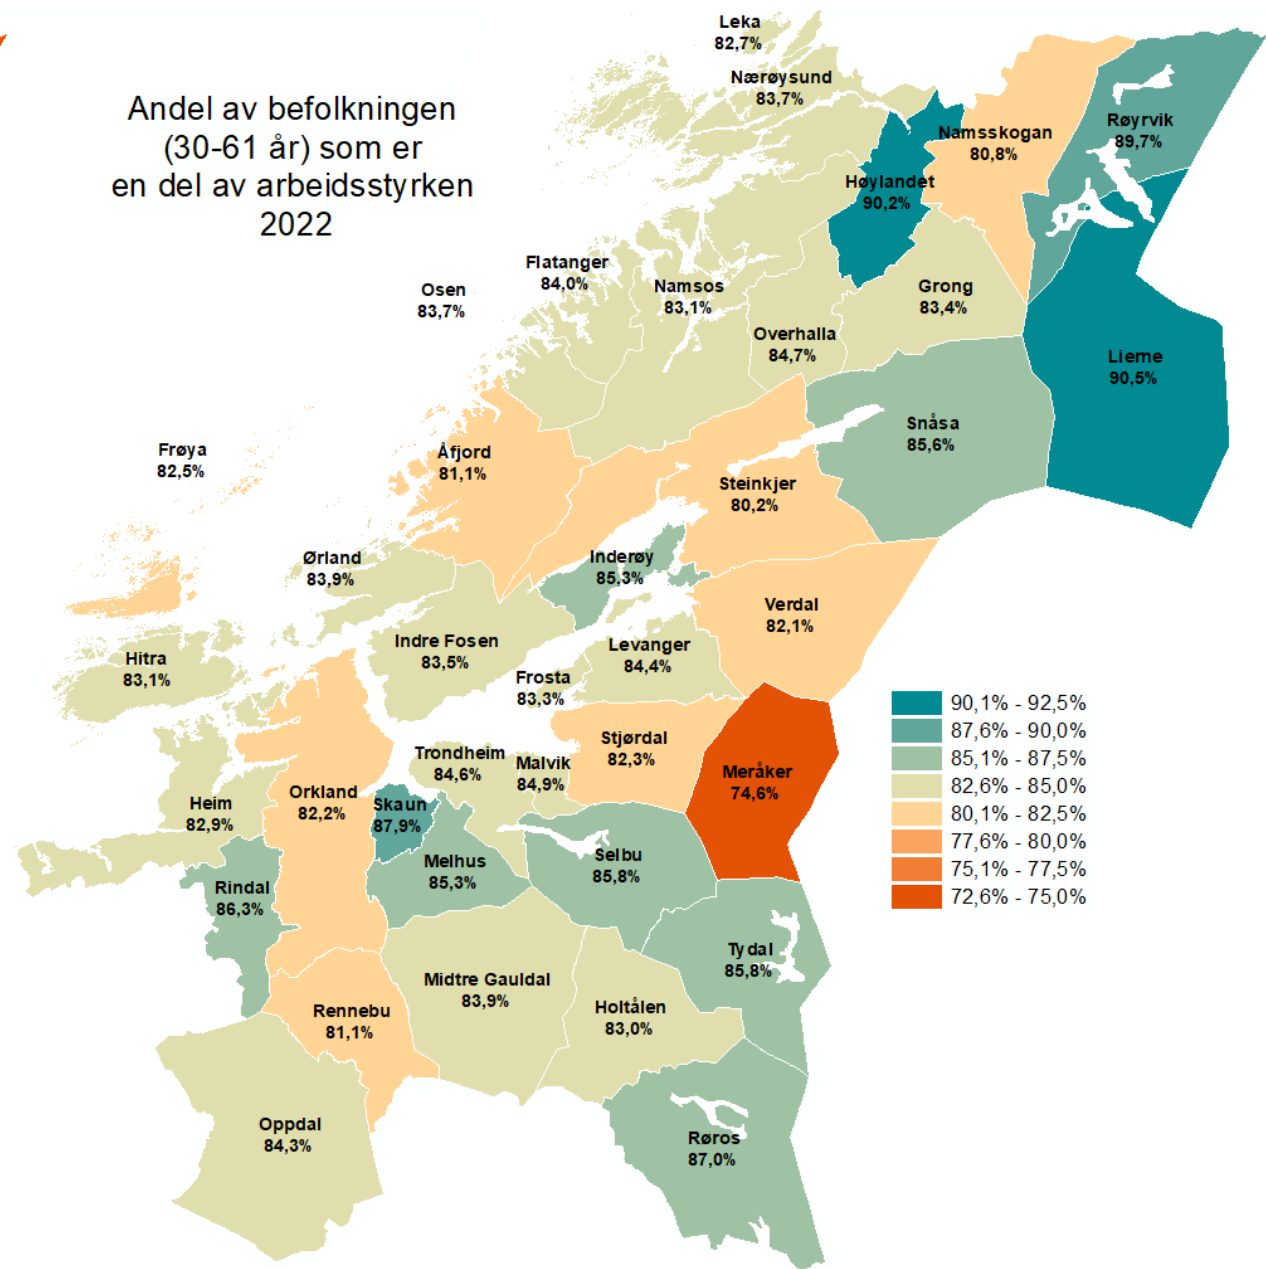 Andel av befolkningen
(30-61 år) som er
en del av arbeidsstyrken
2022
Leka
82,7%
Nærøysund
83,7%
Namsskogan
80,8%
Røyrvik
89,7%
Høylandet
90,2%
Flatanger
84,0%
Osen
83,7%
Namsos
83,1%
Grong
83,4%
Overhalla
84,7%
Lierne
90,5%
Snåsa
85,6%
Frøya
82,5%
Åfjord
81,1%
Steinkjer
80,2%
Ørland
83,9%
Inderøy
85,3%
Verdal
82,1%
Indre Fosen
83,5%
Levanger
84,4%
Hitra
83,1%
Frosta
83,3%
Stjørdal
82,3%
Trondheim
84,6%
Malvik
84,9%
Meråker
74,6%
Orkland
82,2%
Heim
82,9%
Skaun
87,9%
Melhus
85,3%
Selbu
85,8%
Rindal
86,3%
Tydal
85,8%
Midtre Gauldal
83,9%
Holtålen
83,0%
Rennebu
81,1%
Oppdal
84,3%
Røros
87,0%
90,1% - 92,5%
87,6% - 90,0%
85,1% - 87,5%
82,6% - 85,0%
80,1% - 82,5%
77,6% - 80,0%
75,1% - 77,5%
72,6% - 75,0%